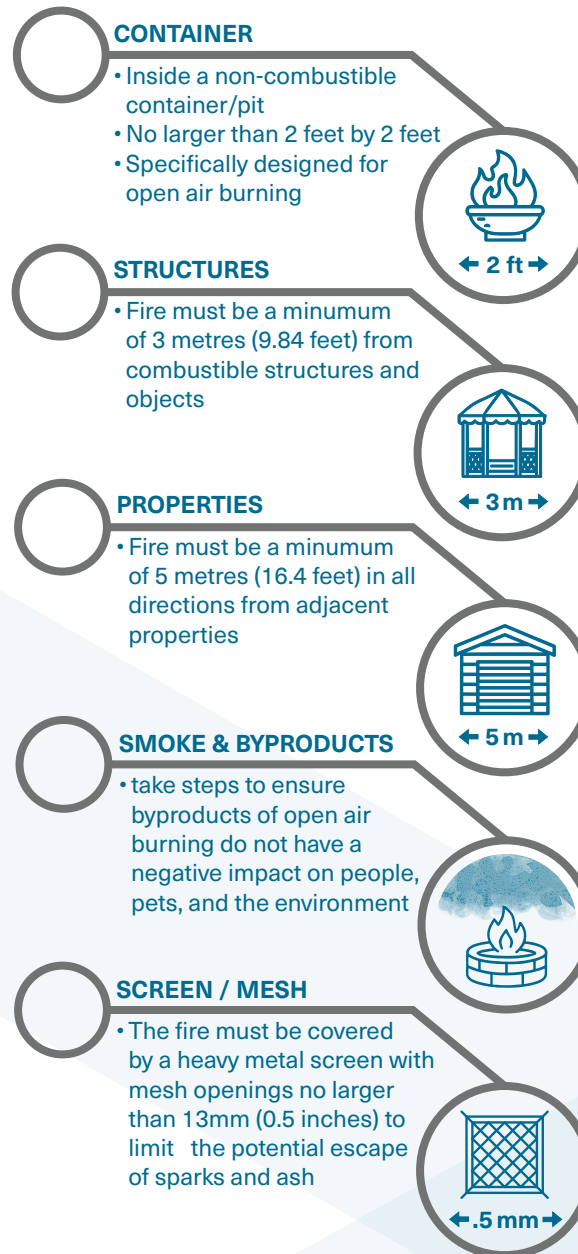 CONTAINER
• Inside a non-combustible
container/pit
• No larger than 2 feet by 2 feet
• Specifically designed for
open air burning
2 ft
STRUCTURES
• Fire must be a minumum
of 3 metres (9.84 feet) from
combustible structures and
objects
3 m
PROPERTIES
• Fire must be a minumum
of 5 metres (16.4 feet) in all
directions from adjacent
properties
5 m
SMOKE & BYPRODUCTS
• take steps to ensure
byproducts of open air
burning do not have a
negative impact on people,
pets, and the environment
SCREEN / MESH
• The fire must be covered
by a heavy metal screen with
mesh openings no larger
than 13mm (0.5 inches) to
limit the potential escape
of sparks and ash
.5 mm